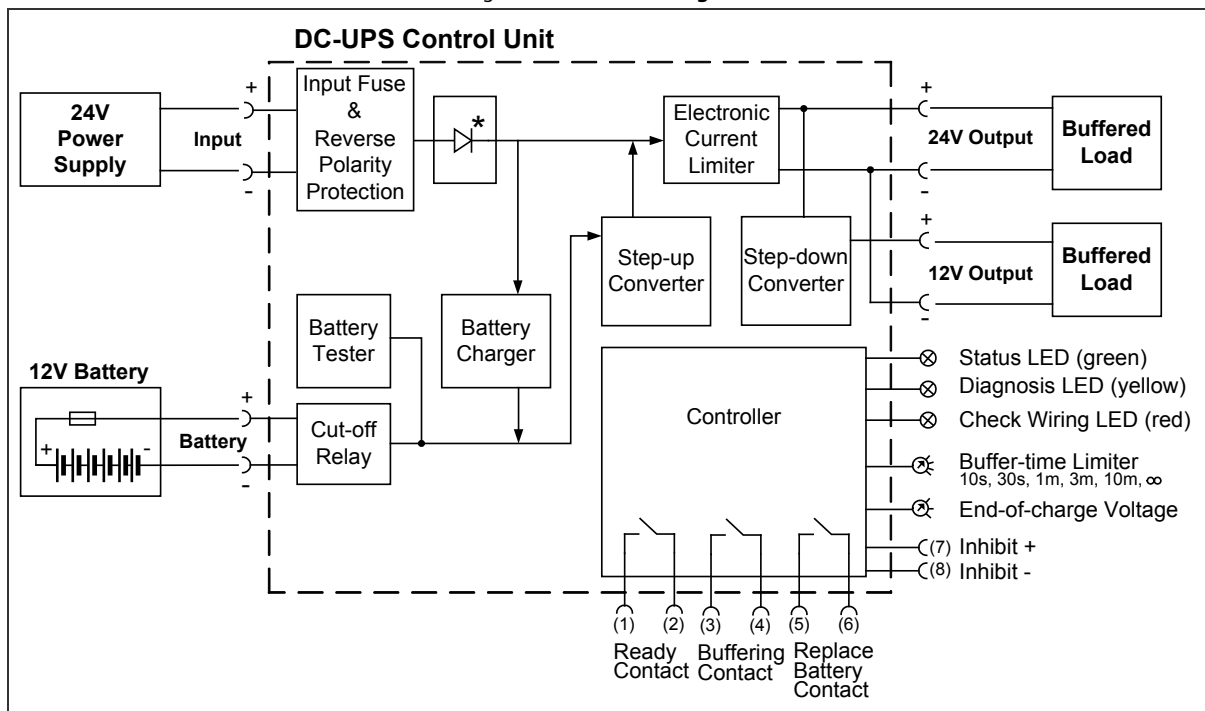 DC-UPS Control Unit
24V
Power
Supply
+
Input
-
Input Fuse
&
Reverse
Polarity
Protection
*
Electronic
Current
Limiter
+
24V Output
-
Buffered
Load
Step-up
Converter
Step-down
Converter
+
12V Output
-
Buffered
Load
Battery
Tester
Battery
Charger
12V Battery
+ -
+
Battery
-
Cut-off
Relay
Controller
Status LED (green)
Diagnosis LED (yellow)
Check Wiring LED (red)
Buffer-time Limiter
10s, 30s, 1m, 3m, 10m, ∞
End-of-charge Voltage
(7) Inhibit +
(8) Inhibit -
(1) (2) (3) (4) (5) (6)
Ready
Contact
Buffering
Contact
Replace
Battery
Contact